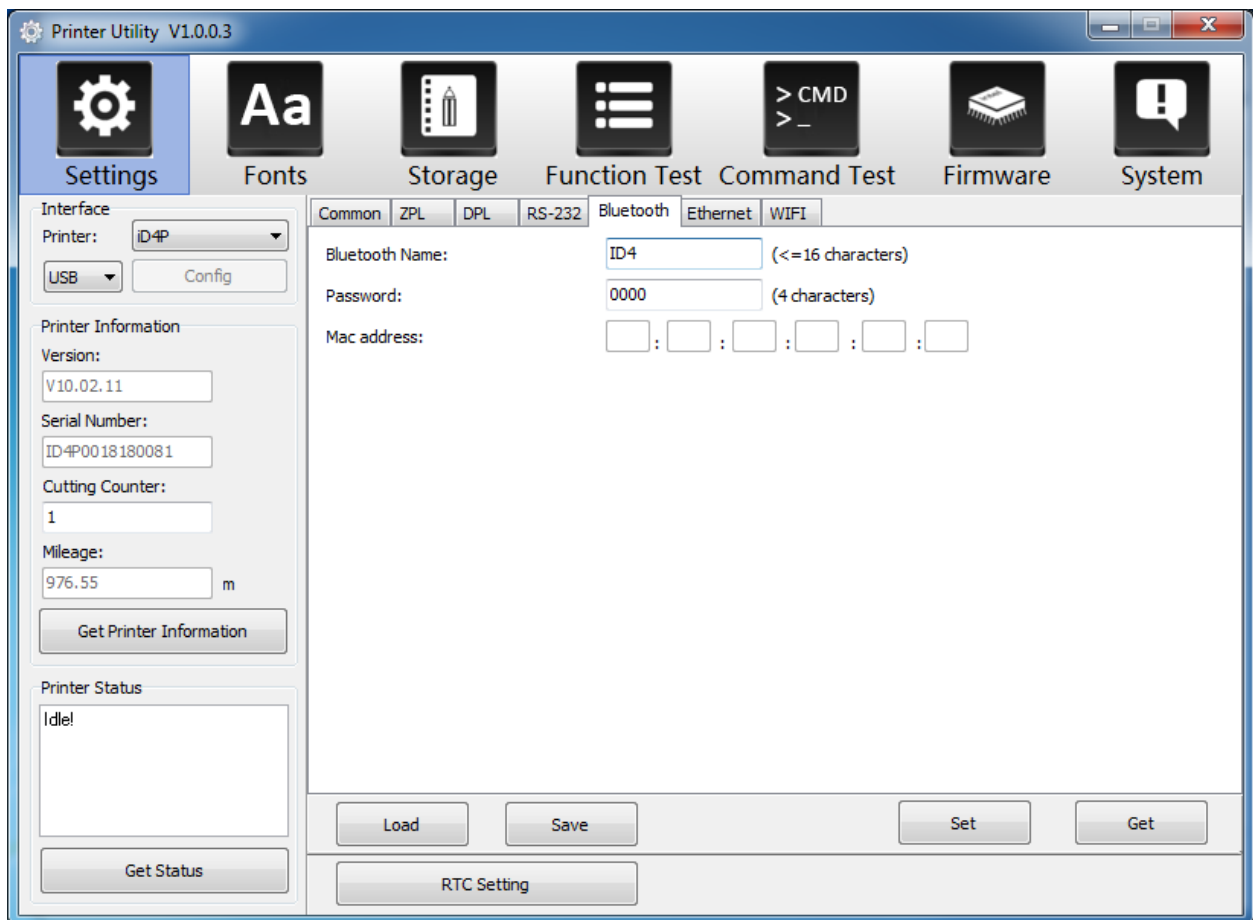 Printer Utility V1.0.0.3
X
Aa
> CMD
> _
Settings Fonts Storage Function Test Command Test Firmware System
Interface
Printer: iD4P
USB Config
Printer Information
Version:
V10.02.11
Serial Number:
ID4P0018180081
Cutting Counter:
1
Mileage:
976.55 m
Get Printer Information
Printer Status
Idle!
Get Status
Common ZPL DPL RS-232 Bluetooth Ethernet WIFI
Bluetooth Name: ID4 (<=16 characters)
Password: 0000 (4 characters)
Mac address: : : : : :
Load Save Set Get
RTC Setting